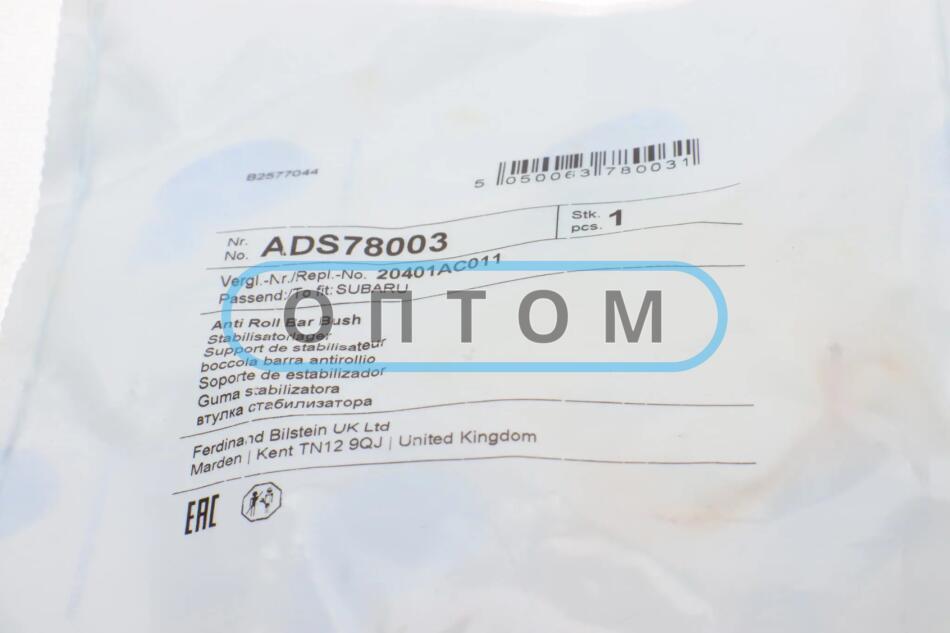 B2577044
5 050063 780031
Nr.
No. ADS78003
Stk.
pcs. 1
Vergl.-Nr./Repl.-No. 20401AC011
Passend:/To fit: SUBARU
ОПТОМ
Anti Roll Bar Bush
Stabilisatorlager
Support de stabilisateur
boccola barra antirollio
Soporte de estabilizador
Guma stabilizatora
втулка стабилизатора
Ferdinand Bilstein UK Ltd
Marden | Kent TN12 9QJ | United Kingdom
EAC